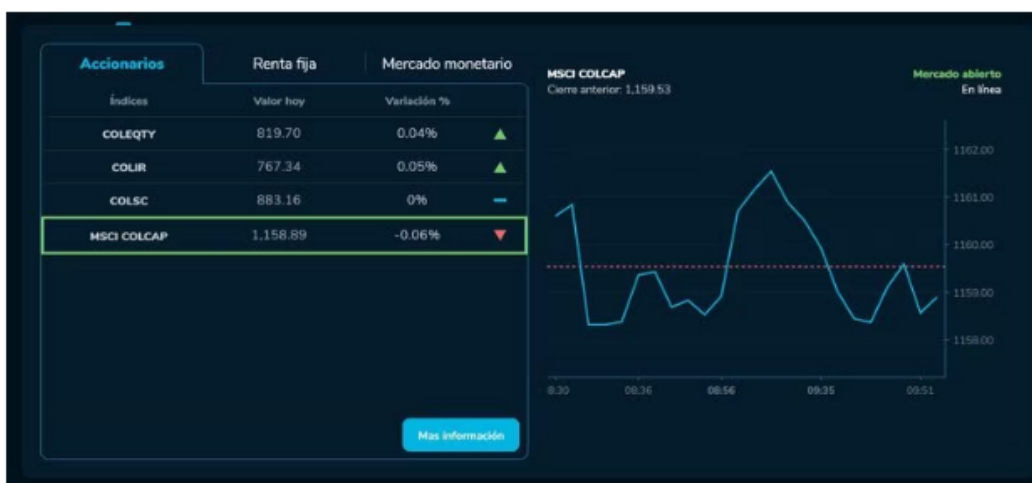 Accionarios Renta fija Mercado monetario
Índices Valor hoy Variación %
COLEQTY 819.70 0.04%
COLIR 767.34 0.05%
COLSC 883.16 0%
MSCI COLCAP 1,158.89 -0.06%
Mas información
MSCI COLCAP
Cierre anterior: 1,159.53
Mercado abierto
En línea
1162.00
1161.00
1160.00
1159.00
1158.00
8:30 08:36 08:56 09:35 09:51